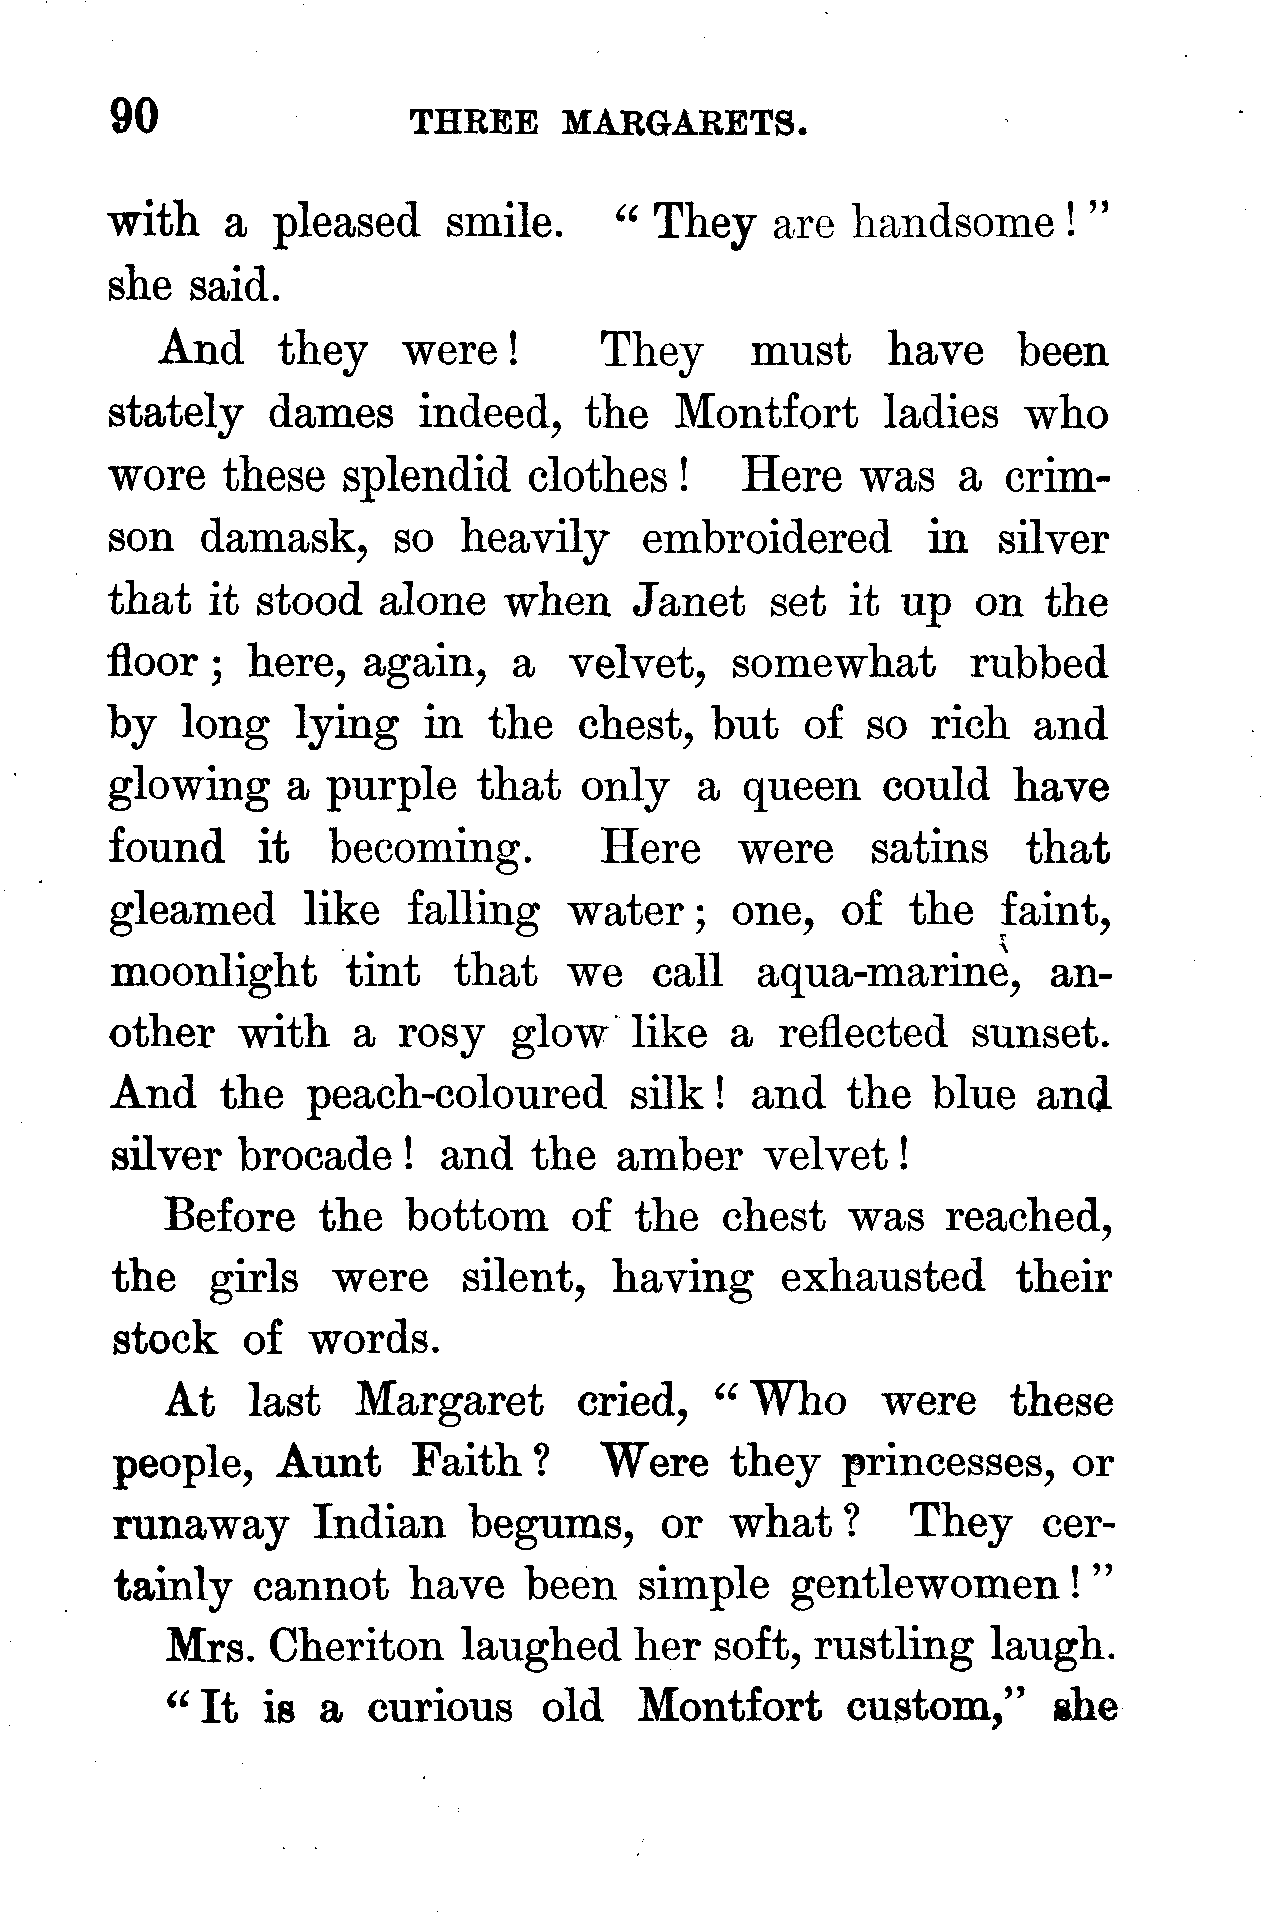 90 THREE MARGARETS.
with a pleased smile. “ They are handsome ! ”
she said.
And they were ! They must have been
stately dames indeed, the Montfort ladies who
wore these splendid clothes ! Here was a crim-
son damask, so heavily embroidered in silver
that it stood alone when Janet set it up on the
floor ; here, again, a velvet, somewhat rubbed
by long lying in the chest, but of so rich and
glowing a purple that only a queen could have
found it becoming. Here were satins that
gleamed like falling water ; one, of the faint,
moonlight tint that we call aqua-marine, an-
other with a rosy glow like a reflected sunset.
And the peach-coloured silk ! and the blue and
silver brocade ! and the amber velvet !
Before the bottom of the chest was reached,
the girls were silent, having exhausted their
stock of words.
At last Margaret cried, “ Who were these
people, Aunt Faith ? Were they princesses, or
runaway Indian begums, or what ? They cer-
tainly cannot have been simple gentlewomen ! ”
Mrs. Cheriton laughed her soft, rustling laugh.
“ It is a curious old Montfort custom,” she